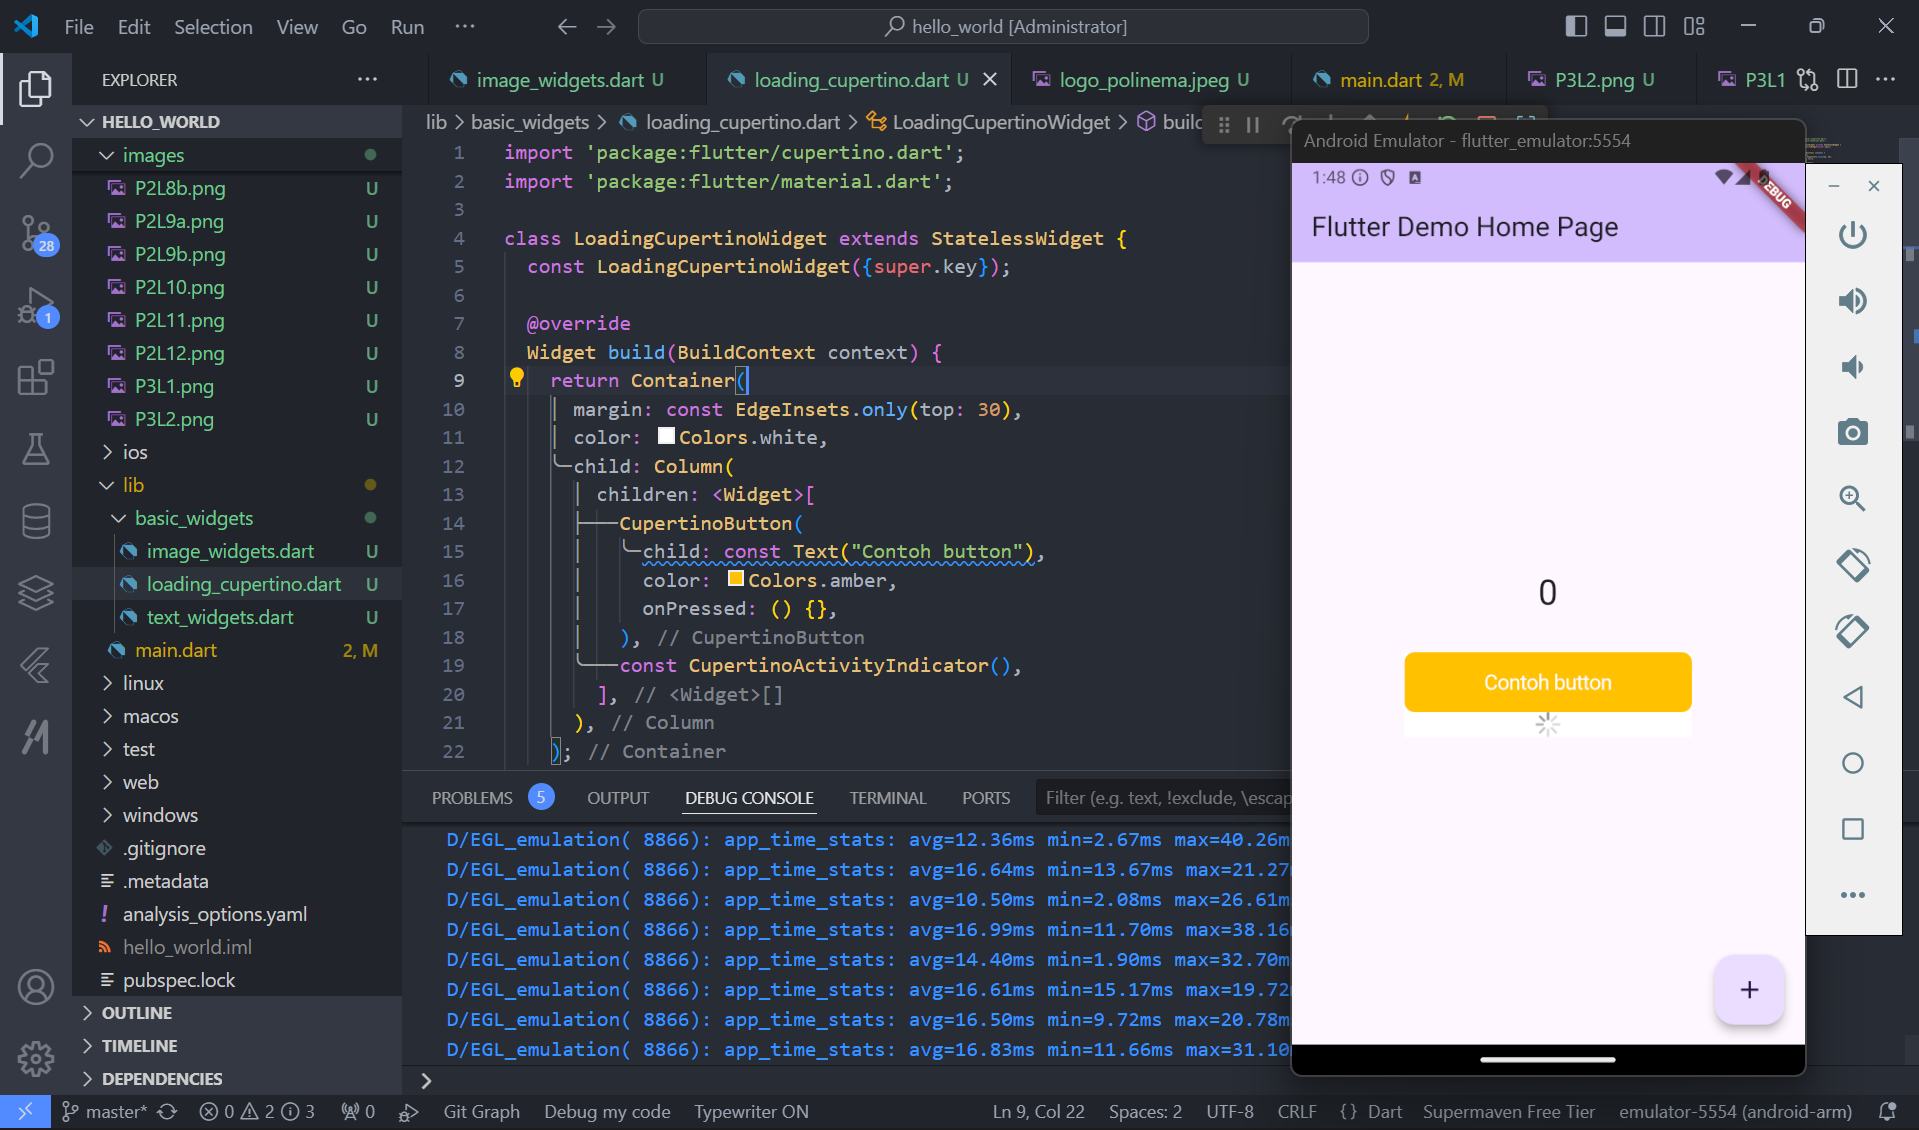 File Edit Selection View Go Run ···
hello_world [Administrator]
EXPLORER
HELLO_WORLD
images
P2L8b.png U
P2L9a.png U
P2L9b.png U
P2L10.png U
P2L11.png U
P2L12.png U
P3L1.png U
P3L2.png U
ios
lib
basic_widgets
image_widgets.dart U
loading_cupertino.dart U
text_widgets.dart U
main.dart 2, M
linux
macos
test
web
windows
.gitignore
.metadata
analysis_options.yaml
hello_world.iml
pubspec.lock
OUTLINE
TIMELINE
DEPENDENCIES
28
1
image_widgets.dart U
loading_cupertino.dart U
logo_polinema.jpeg U
main.dart 2, M
P3L2.png U
P3L1
lib > basic_widgets > loading_cupertino.dart > LoadingCupertinoWidget > build
1 import 'package:flutter/cupertino.dart';
2 import 'package:flutter/material.dart';
3
4 class LoadingCupertinoWidget extends StatelessWidget {
5 const LoadingCupertinoWidget({super.key});
6
7 @override
8 Widget build(BuildContext context) {
9 return Container(
10 margin: const EdgeInsets.only(top: 30),
11 color: Colors.white,
12 child: Column(
13 children: <Widget>[
14 CupertinoButton(
15 child: const Text("Contoh button"),
16 color: Colors.amber,
17 onPressed: () {},
18 ), // CupertinoButton
19 const CupertinoActivityIndicator(),
20 ], // <Widget>[]
21 ), // Column
22 ); // Container
PROBLEMS 5 OUTPUT DEBUG CONSOLE TERMINAL PORTS Filter (e.g. text, !exclude, \escap
D/EGL_emulation( 8866): app_time_stats: avg=12.36ms min=2.67ms max=40.26m
D/EGL_emulation( 8866): app_time_stats: avg=16.64ms min=13.67ms max=21.27
D/EGL_emulation( 8866): app_time_stats: avg=10.50ms min=2.08ms max=26.61m
D/EGL_emulation( 8866): app_time_stats: avg=16.99ms min=11.70ms max=38.16
D/EGL_emulation( 8866): app_time_stats: avg=14.40ms min=1.90ms max=32.70m
D/EGL_emulation( 8866): app_time_stats: avg=16.61ms min=15.17ms max=19.72
D/EGL_emulation( 8866): app_time_stats: avg=16.50ms min=9.72ms max=20.78m
D/EGL_emulation( 8866): app_time_stats: avg=16.83ms min=11.66ms max=31.10
Android Emulator - flutter_emulator:5554
1:48
DEBUG
Flutter Demo Home Page
0
Contoh button
+
master* 0 2 3 0 Git Graph Debug my code Typewriter ON Ln 9, Col 22 Spaces: 2 UTF-8 CRLF {} Dart Supermaven Free Tier emulator-5554 (android-arm)